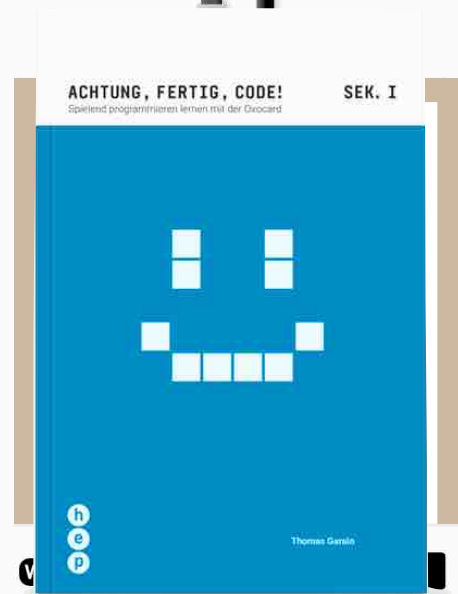 ACHTUNG, FERTIG, CODE! SEK. I
Spielend programmieren lernen mit der Oxocard
h
e
p
Thomas Garaio